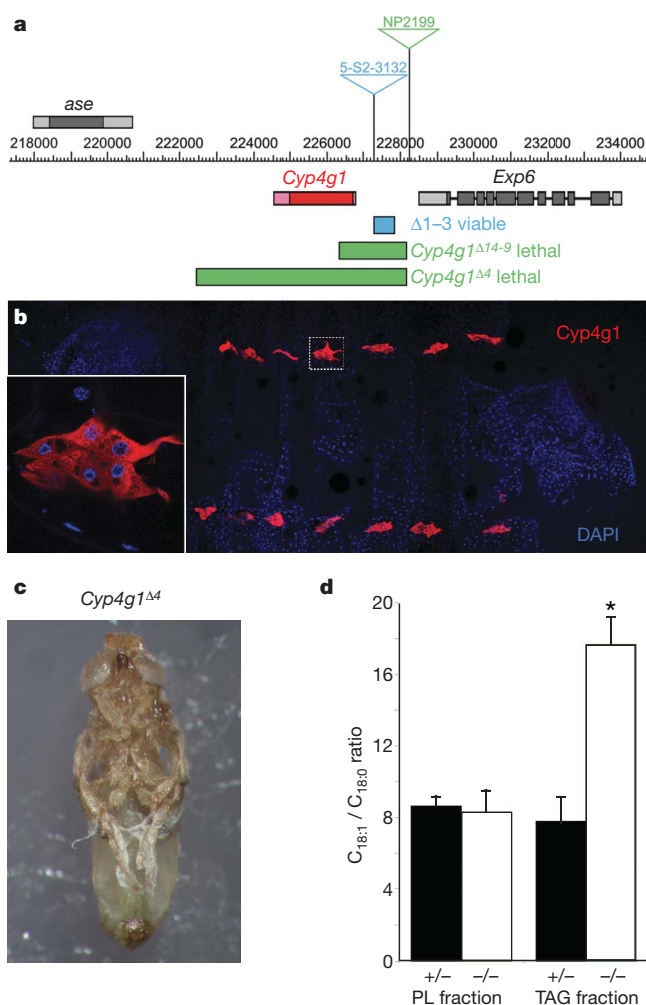 a
NP2199
5-S2-3132
ase
218000 220000 222000 224000 226000 228000 230000 232000 234000
Cyp4g1
Exp6
Δ1–3 viable
Cyp4g1Δ14-9 lethal
Cyp4g1Δ4 lethal
b
Cyp4g1
DAPI
c
Cyp4g1Δ4
d
C18:1 / C18:0 ratio
20
16
12
8
4
0
*
+/– –/– +/– –/–
PL fraction TAG fraction